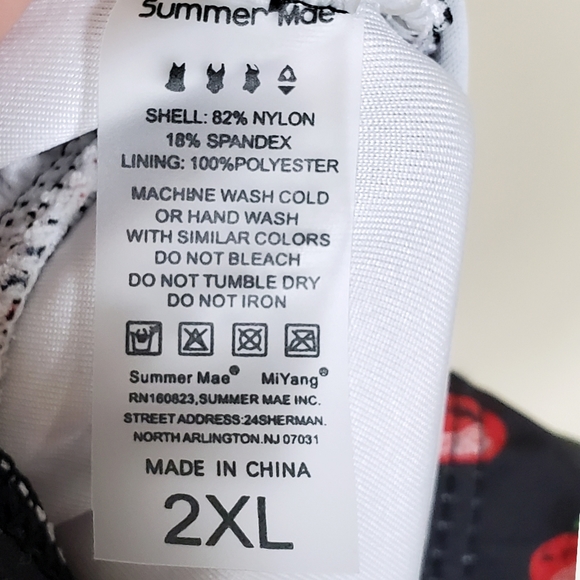 Summer Mae
SHELL: 82% NYLON
18% SPANDEX
LINING: 100%POLYESTER
MACHINE WASH COLD
OR HAND WASH
WITH SIMILAR COLORS
DO NOT BLEACH
DO NOT TUMBLE DRY
DO NOT IRON
Summer Mae® MiYang®
RN160823,SUMMER MAE INC.
STREET ADDRESS:24SHERMAN.
NORTH ARLINGTON.NJ 07031
MADE IN CHINA
2XL